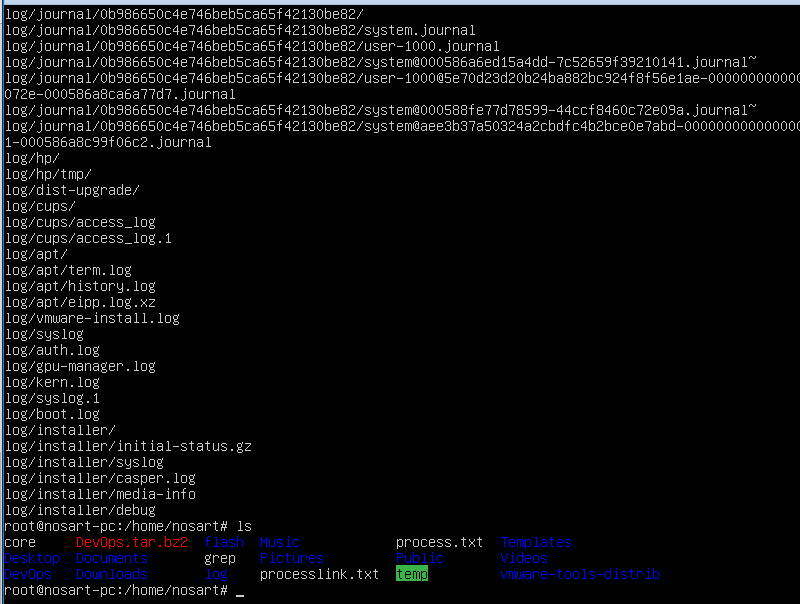 log/journal/0b986650c4e746beb5ca65f42130be82/
log/journal/0b986650c4e746beb5ca65f42130be82/system.journal
log/journal/0b986650c4e746beb5ca65f42130be82/user-1000.journal
log/journal/0b986650c4e746beb5ca65f42130be82/system@000586a6ed15a4dd-7c52659f39210141.journal~
log/journal/0b986650c4e746beb5ca65f42130be82/user-1000@5e70d23d20b24ba882bc924f8f56e1ae-000000000000
072e-000586a8ca6a77d7.journal
log/journal/0b986650c4e746beb5ca65f42130be82/system@000588fe77d78599-44ccf8460c72e09a.journal~
log/journal/0b986650c4e746beb5ca65f42130be82/system@aee3b37a50324a2cbdfc4b2bce0e7abd-000000000000000
1-000586a8c99f06c2.journal
log/hp/
log/hp/tmp/
log/dist-upgrade/
log/cups/
log/cups/access_log
log/cups/access_log.1
log/apt/
log/apt/term.log
log/apt/history.log
log/apt/eipp.log.xz
log/vmware-install.log
log/syslog
log/auth.log
log/gpu-manager.log
log/kern.log
log/syslog.1
log/boot.log
log/installer/
log/installer/initial-status.gz
log/installer/syslog
log/installer/casper.log
log/installer/media-info
log/installer/debug
root@nosart-pc:/home/nosart# ls
core DevOps.tar.bz2 flash Music process.txt Templates
Desktop Documents grep Pictures Public Videos
DevOps Downloads log processlink.txt temp vmware-tools-distrib
root@nosart-pc:/home/nosart# _